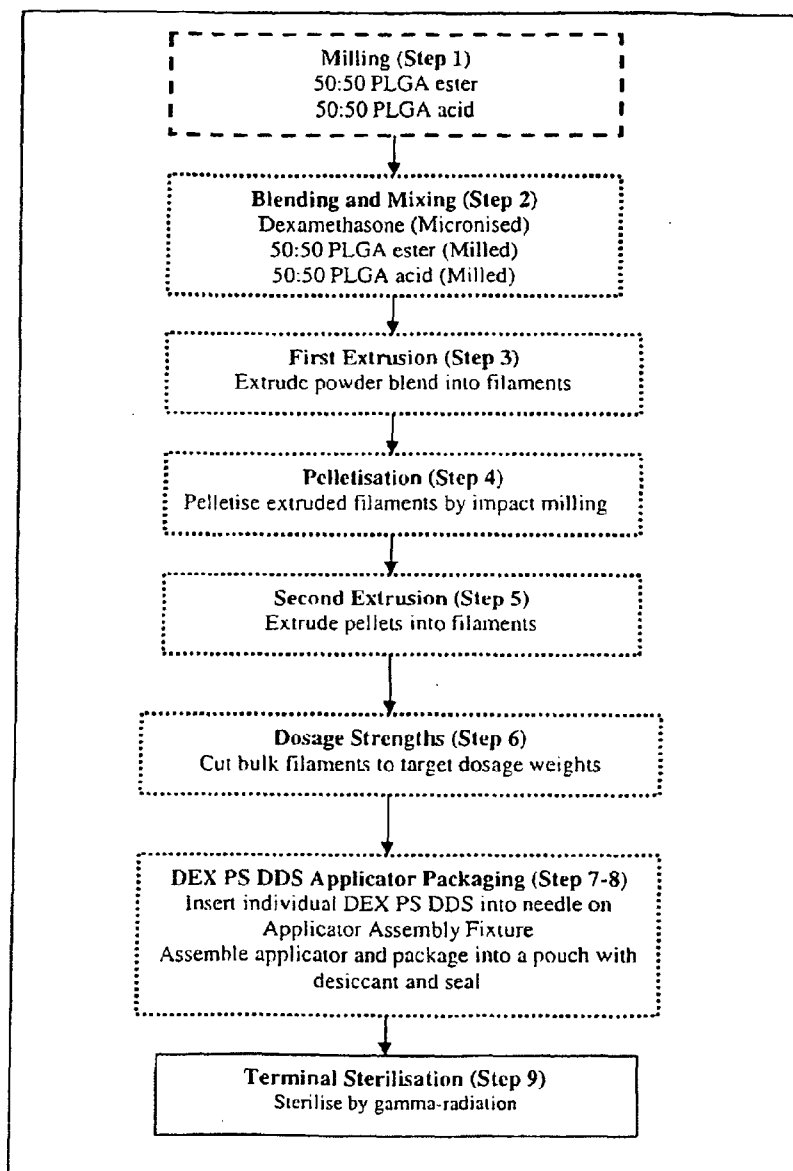 Milling (Step 1)
50:50 PLGA ester
50:50 PLGA acid
Blending and Mixing (Step 2)
Dexamethasone (Micronised)
50:50 PLGA ester (Milled)
50:50 PLGA acid (Milled)
First Extrusion (Step 3)
Extrude powder blend into filaments
Pelletisation (Step 4)
Pelletise extruded filaments by impact milling
Second Extrusion (Step 5)
Extrude pellets into filaments
Dosage Strengths (Step 6)
Cut bulk filaments to target dosage weights
DEX PS DDS Applicator Packaging (Step 7-8)
Insert individual DEX PS DDS into needle on
Applicator Assembly Fixture
Assemble applicator and package into a pouch with
desiccant and seal
Terminal Sterilisation (Step 9)
Sterilise by gamma-radiation